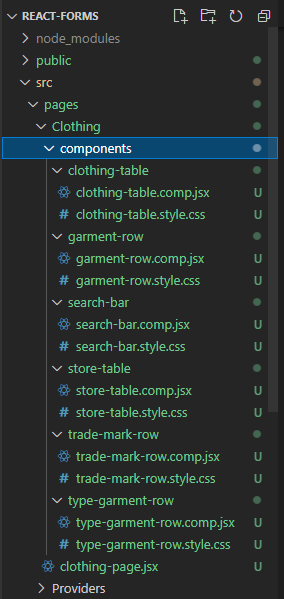 REACT-FORMS
node_modules
public
src
pages
Clothing
components
clothing-table
clothing-table.comp.jsx U
# clothing-table.style.css U
garment-row
garment-row.comp.jsx U
# garment-row.style.css U
search-bar
search-bar.comp.jsx U
# search-bar.style.css U
store-table
store-table.comp.jsx U
# store-table.style.css U
trade-mark-row
trade-mark-row.comp.jsx U
# trade-mark-row.style.css U
type-garment-row
type-garment-row.comp.jsx U
# type-garment-row.style.css U
clothing-page.jsx U
Providers